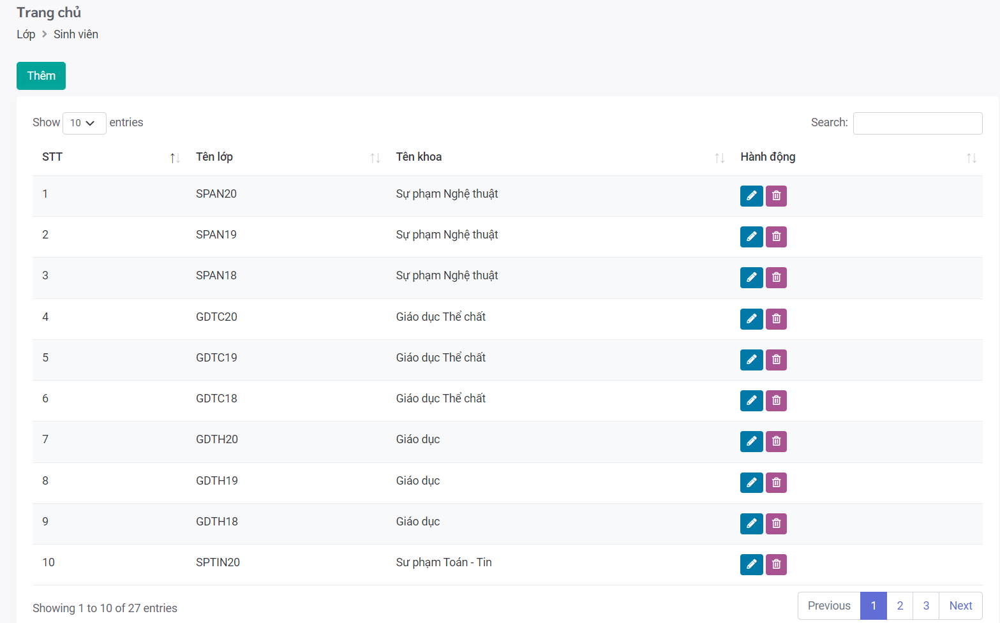 Trang chủ
Lớp > Sinh viên
Thêm
Show 10 entries
Search:
STT Tên lớp Tên khoa Hành động
1 SPAN20 Sự phạm Nghệ thuật
2 SPAN19 Sự phạm Nghệ thuật
3 SPAN18 Sự phạm Nghệ thuật
4 GDTC20 Giáo dục Thể chất
5 GDTC19 Giáo dục Thể chất
6 GDTC18 Giáo dục Thể chất
7 GDTH20 Giáo dục
8 GDTH19 Giáo dục
9 GDTH18 Giáo dục
10 SPTIN20 Sư phạm Toán - Tin
Showing 1 to 10 of 27 entries
Previous 1 2 3 Next